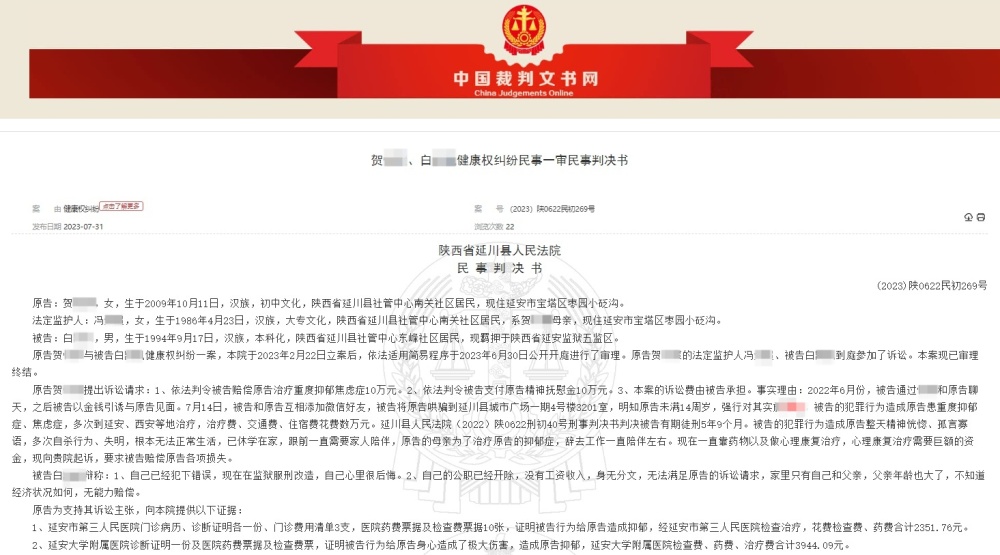 中国裁判文书网
China Judgements Online
贺、白健康权纠纷民事一审民事判决书
案 由 健康权纠纷 点击了解更多
案 号 （2023）陕0622民初269号
发布日期 2023-07-31
浏览次数 22
陕西省延川县人民法院
民 事 判 决 书
(2023)陕0622民初269号
原告：贺，女，生于2009年10月11日，汉族，初中文化，陕西省延川县社管中心南关社区居民，现住延安市宝塔区枣园小砭沟。
法定监护人：冯，女，生于1986年4月23日，汉族，大专文化，陕西省延川县社管中心南关社区居民，系贺母亲，现住延安市宝塔区枣园小砭沟。
被告：白，男，生于1994年9月17日，汉族，本科化，陕西省延川县社管中心东峰社区居民，现羁押于陕西省延安监狱五监区。
原告贺与被告白健康权纠纷一案，本院于2023年2月22日立案后，依法适用简易程序于2023年6月30日公开开庭进行了审理。原告贺的法定监护人冯、被告白到庭参加了诉讼。本案现已审理
终结。
原告贺提出诉讼请求：1、依法判令被告赔偿原告治疗重度抑郁焦虑症10万元。2、依法判令被告支付原告精神抚慰金10万元。3、本案的诉讼费由被告承担。事实理由：2022年6月份，被告通过和原告聊
天，之后被告以金钱引诱与原告见面。7月14日，被告和原告互相添加微信好友，被告将原告哄骗到延川县城市广场一期4号楼3201室，明知原告未满14周岁，强行对其实 被告的犯罪行为造成原告患重度抑郁
症、焦虑症，多次到延安、西安等地治疗，治疗费、交通费、住宿费花费数万元。延川县人民法院（2022）陕0622刑初40号刑事判决书判决被告有期徒刑5年9个月。被告的犯罪行为造成原告整天精神恍惚、孤言寡
语，多次自杀行为、失明，根本无法正常生活，已休学在家，跟前一直需要家人陪伴，原告的母亲为了治疗原告的抑郁症，辞去工作一直陪伴左右。现在一直靠药物以及做心理康复治疗，心理康复治疗需要巨额的资
金，现向贵院起诉，要求被告赔偿原告各项损失。
被告白辩称：1、自己已经犯下错误，现在在监狱服刑改造，自己心里很后悔。2、自己的公职已经开除，没有工资收入，身无分文，无法满足原告的诉讼请求，家里只有自己和父亲，父亲年龄也大了，不知道
经济状况如何，无能力赔偿。
原告为支持其诉讼主张，向本院提供以下证据：
1、延安市第三人民医院门诊病历、诊断证明各一份、门诊费用清单3支，医院药费票据及检查费票据10张，证明被告行为给原告造成抑郁，经延安市第三人民医院检查治疗，花费检查费、药费合计2351.76元。
2、延安大学附属医院诊断证明一份及医院药费票据及检查费票，证明被告行为给原告身心造成了极大伤害，造成原告抑郁，延安大学附属医院检查费、药费、治疗费合计3944.09元。